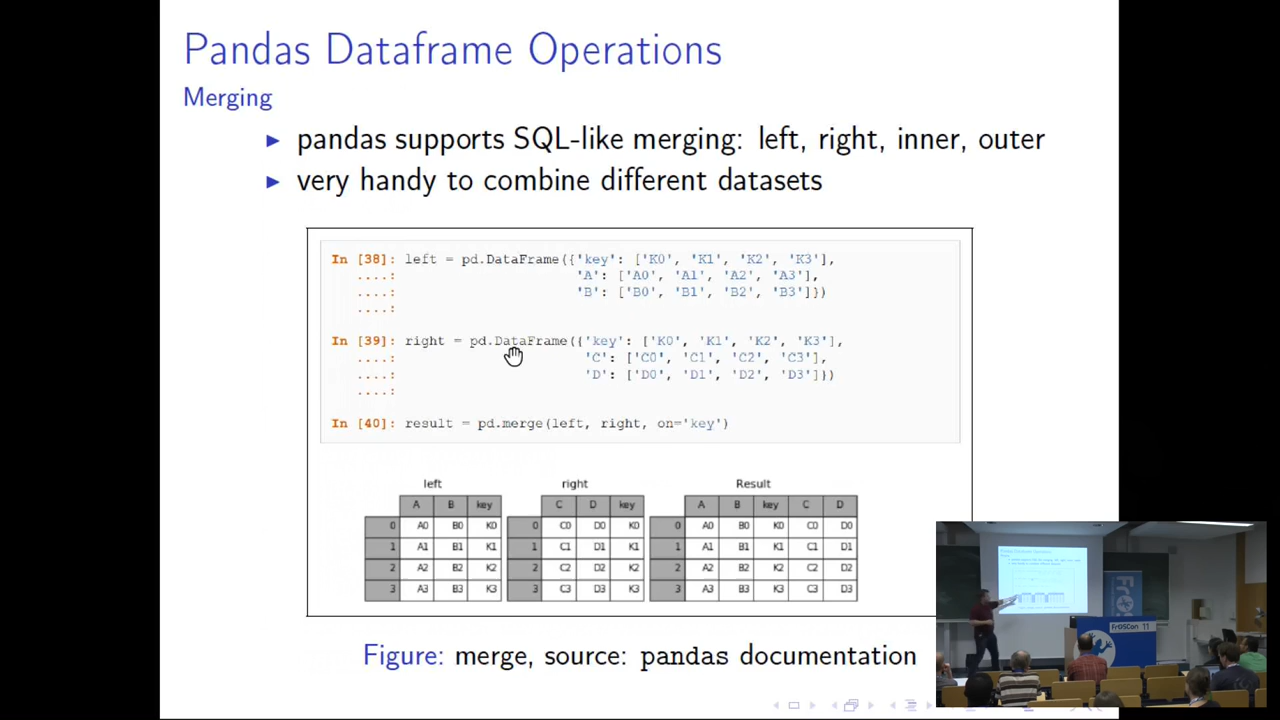 Pandas Dataframe Operations
Merging
pandas supports SQL-like merging: left, right, inner, outer
very handy to combine different datasets
In [38]: left = pd.DataFrame({'key': ['K0', 'K1', 'K2', 'K3'],
....: 'A': ['A0', 'A1', 'A2', 'A3'],
....: 'B': ['B0', 'B1', 'B2', 'B3']})
....:
In [39]: right = pd.DataFrame({'key': ['K0', 'K1', 'K2', 'K3'],
....: 'C': ['C0', 'C1', 'C2', 'C3'],
....: 'D': ['D0', 'D1', 'D2', 'D3']})
....:
In [40]: result = pd.merge(left, right, on='key')
left right Result
A B key C D key A B key C D
0 A0 B0 K0 0 C0 D0 K0 0 A0 B0 K0 C0 D0
1 A1 B1 K1 1 C1 D1 K1 1 A1 B1 K1 C1 D1
2 A2 B2 K2 2 C2 D2 K2 2 A2 B2 K2 C2 D2
3 A3 B3 K3 3 C3 D3 K3 3 A3 B3 K3 C3 D3
FrOSCon 11
Figure: merge, source: pandas documentation